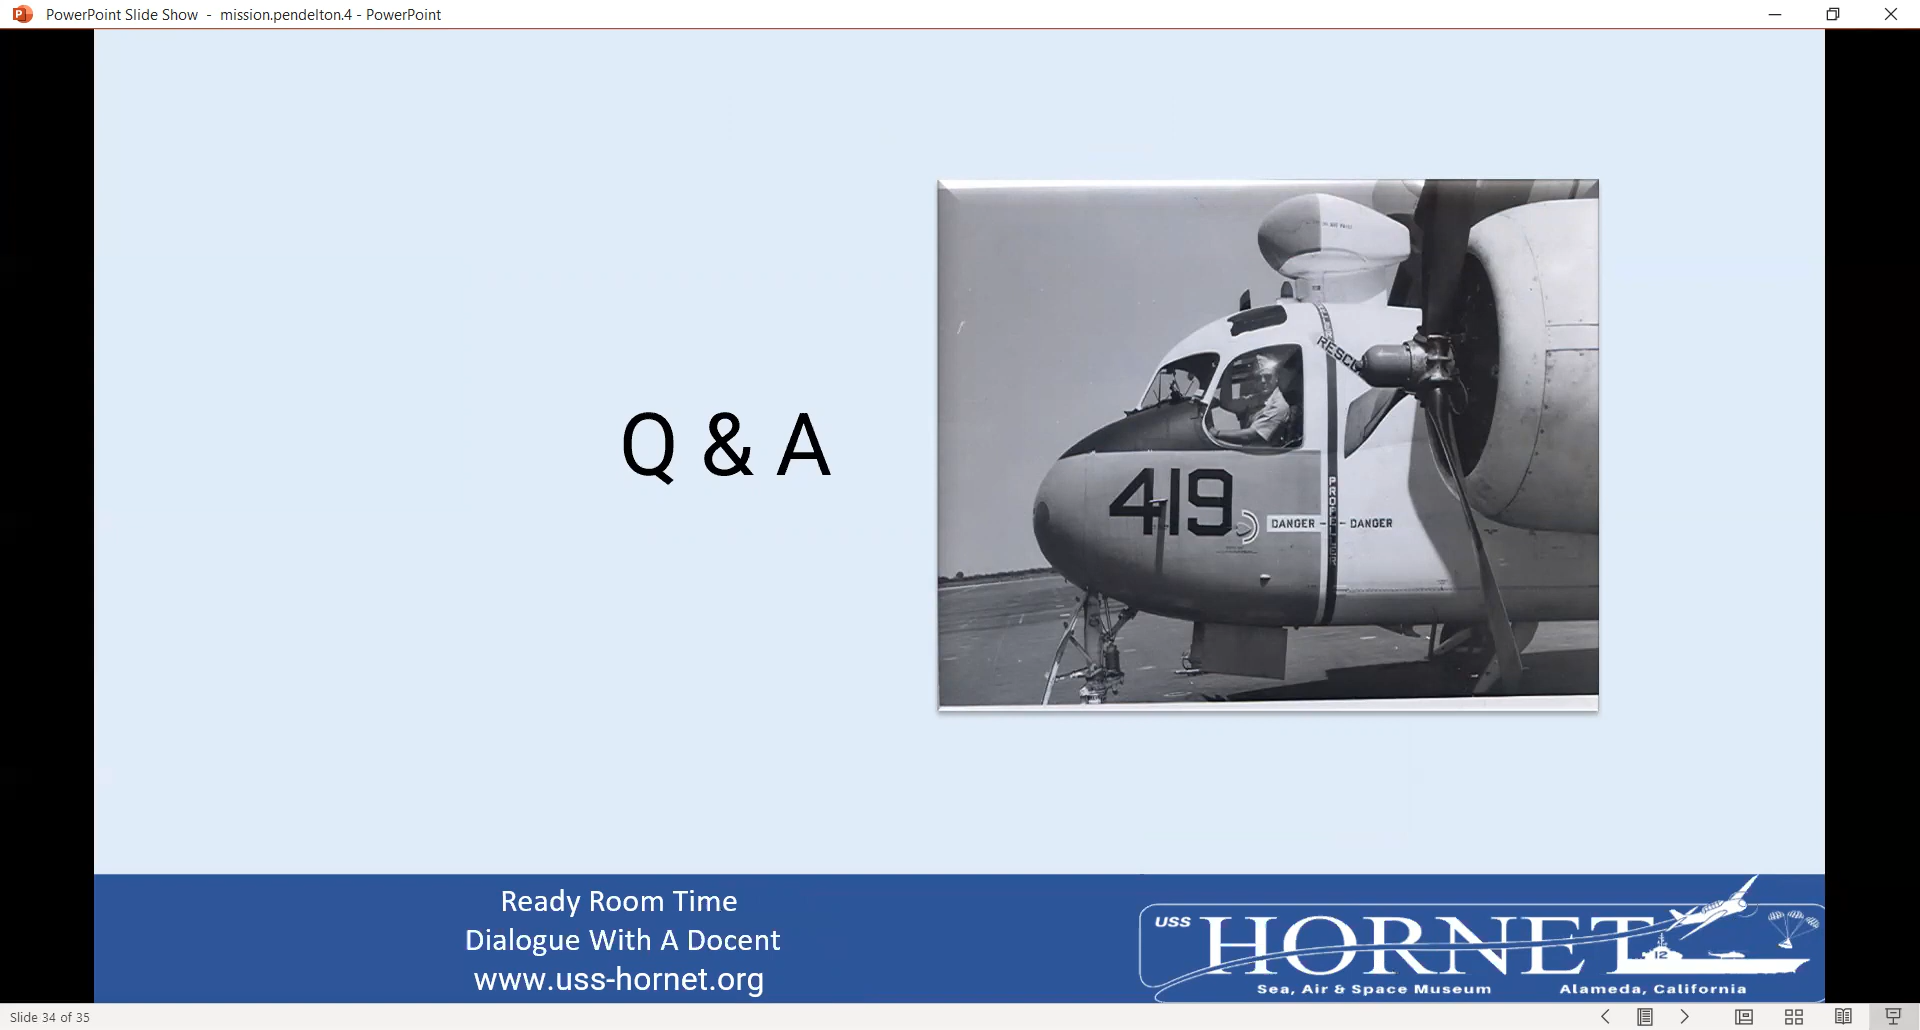 PowerPoint Slide Show - mission.pendelton.4 - PowerPoint
RESCU
419
DANGER
DANGER
PROPELLER
Q & A
Ready Room Time
Dialogue With A Docent
www.uss-hornet.org
USS HORNET
12
Sea, Air & Space Museum
Alameda, California
Slide 34 of 35